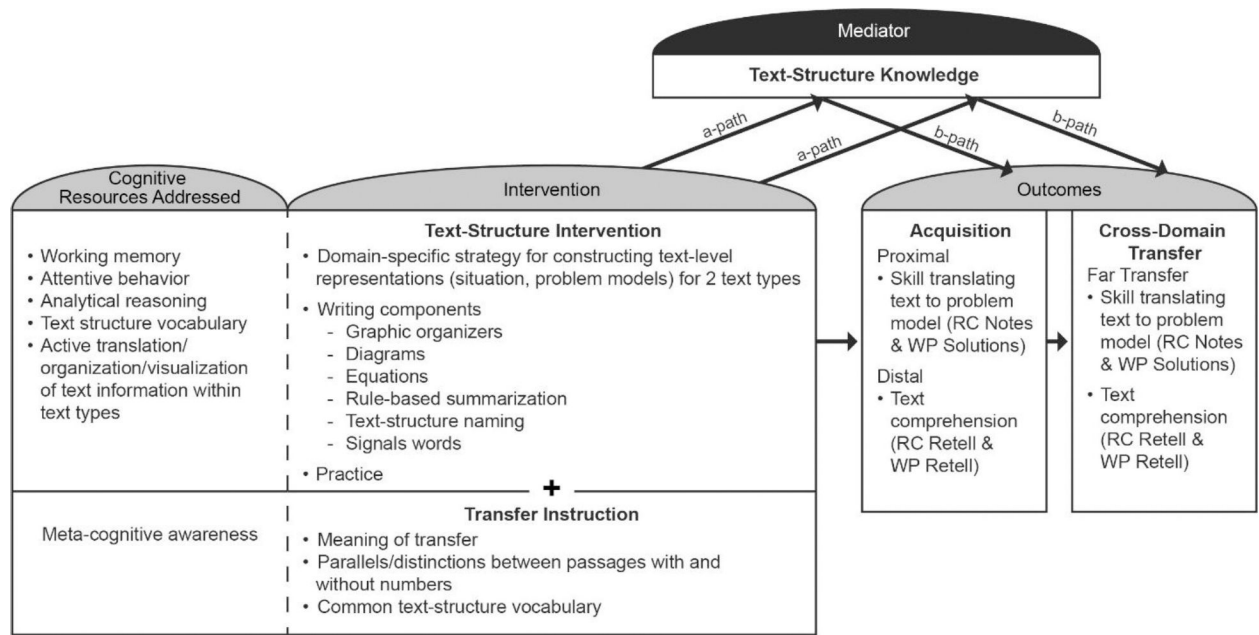 Mediator
Text-Structure Knowledge
a-path
b-path
a-path
b-path
Cognitive
Resources Addressed
Intervention
Outcomes
• Working memory
• Attentive behavior
• Analytical reasoning
• Text structure vocabulary
• Active translation/
organization/visualization
of text information within
text types
Text-Structure Intervention
• Domain-specific strategy for constructing text-level
representations (situation, problem models) for 2 text types
• Writing components
- Graphic organizers
- Diagrams
- Equations
- Rule-based summarization
- Text-structure naming
- Signals words
• Practice
+
Meta-cognitive awareness
Transfer Instruction
• Meaning of transfer
• Parallels/distinctions between passages with and
without numbers
• Common text-structure vocabulary
Acquisition
Proximal
• Skill translating
text to problem
model (RC Notes
& WP Solutions)
Distal
• Text
comprehension
(RC Retell &
WP Retell)
Cross-Domain
Transfer
Far Transfer
• Skill translating
text to problem
model (RC Notes
& WP Solutions)
• Text
comprehension
(RC Retell &
WP Retell)